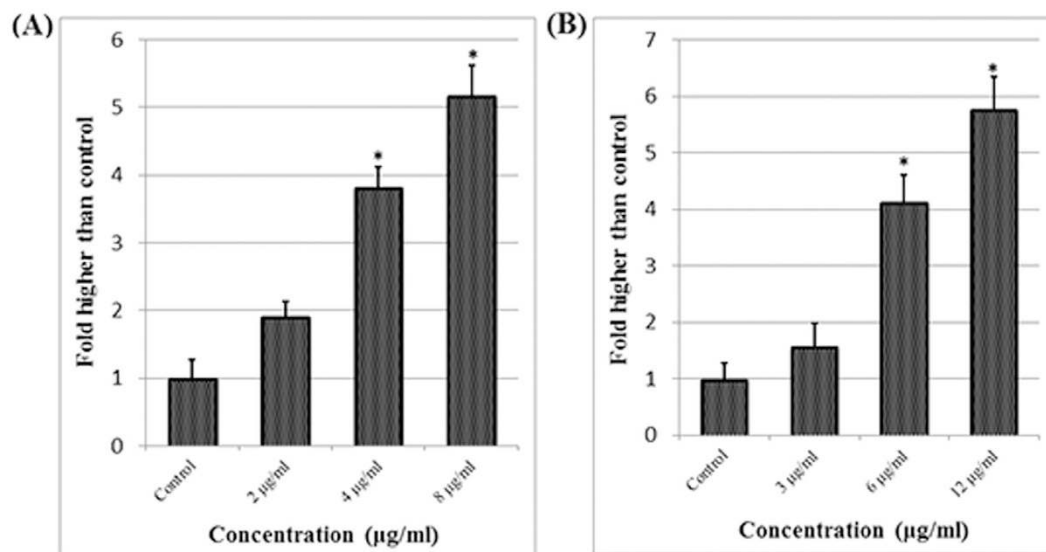 (A)
Fold higher than control
6
5
4
3
2
1
0
*
*
Control
2 µg/ml
4 µg/ml
8 µg/ml
Concentration (µg/ml)
(B)
Fold higher than control
7
6
5
4
3
2
1
0
*
*
Control
3 µg/ml
6 µg/ml
12 µg/ml
Concentration (µg/ml)